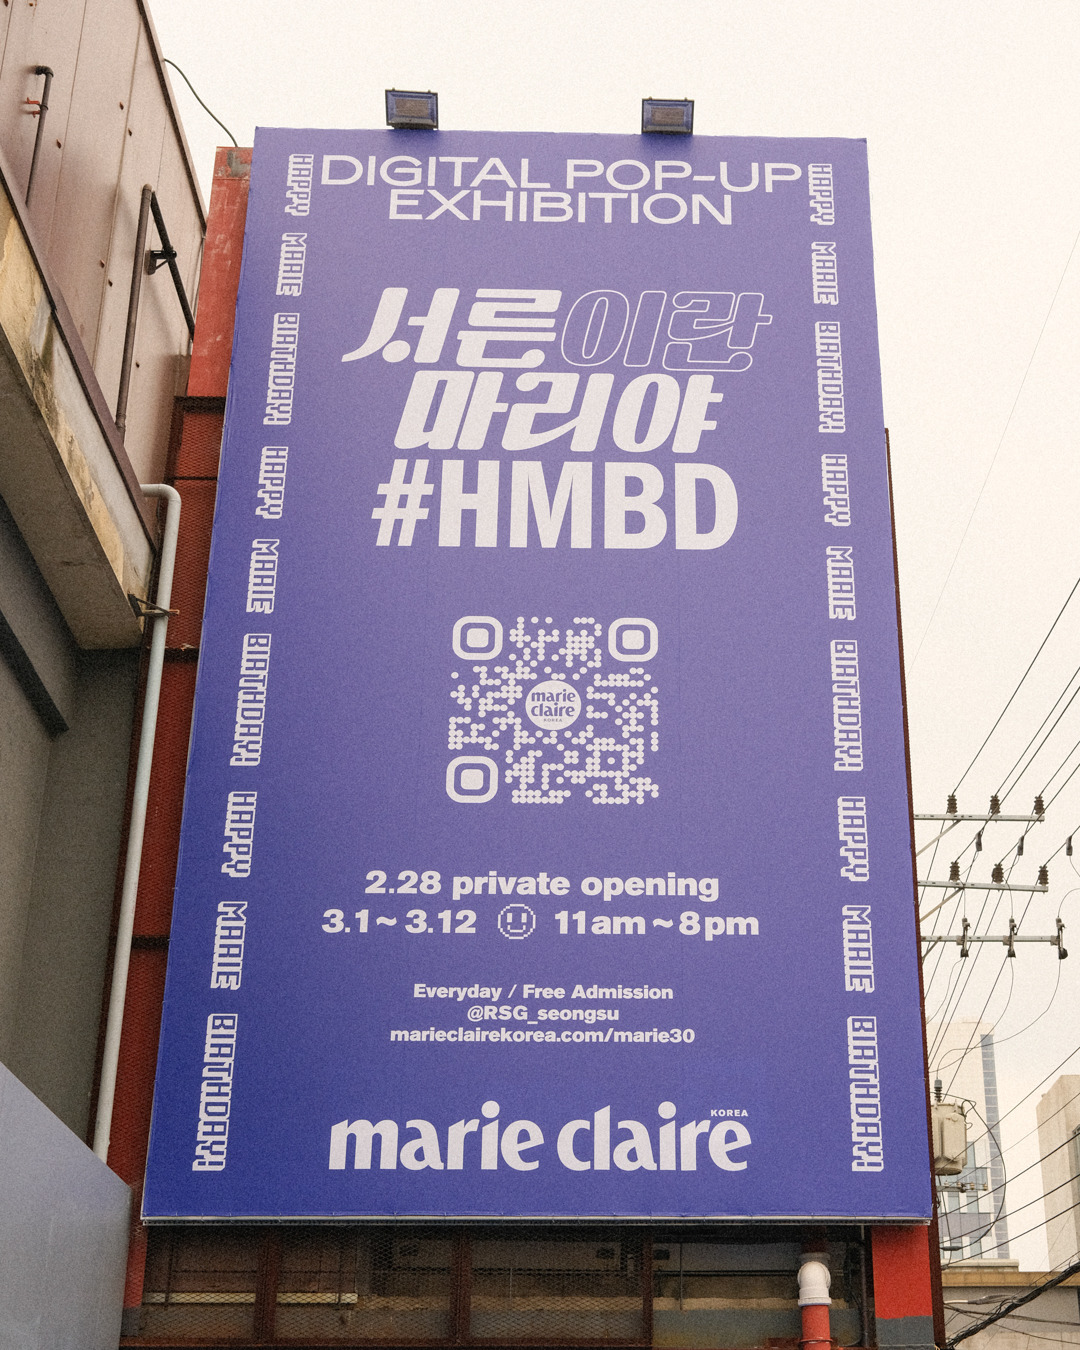 DIGITAL POP-UP
EXHIBITION
서른이란
마리아
#HMBD
marie
claire
KOREA
2.28 private opening
3.1~3.12 11am~8pm
Everyday / Free Admission
@RSG_seongsu
marieclairekorea.com/marie30
marie claire KOREA
HAPPY MARIE BIRTHDAY! HAPPY MARIE BIRTHDAY! HAPPY MARIE BIRTHDAY!
HAPPY MARIE BIRTHDAY! HAPPY MARIE BIRTHDAY! HAPPY MARIE BIRTHDAY!